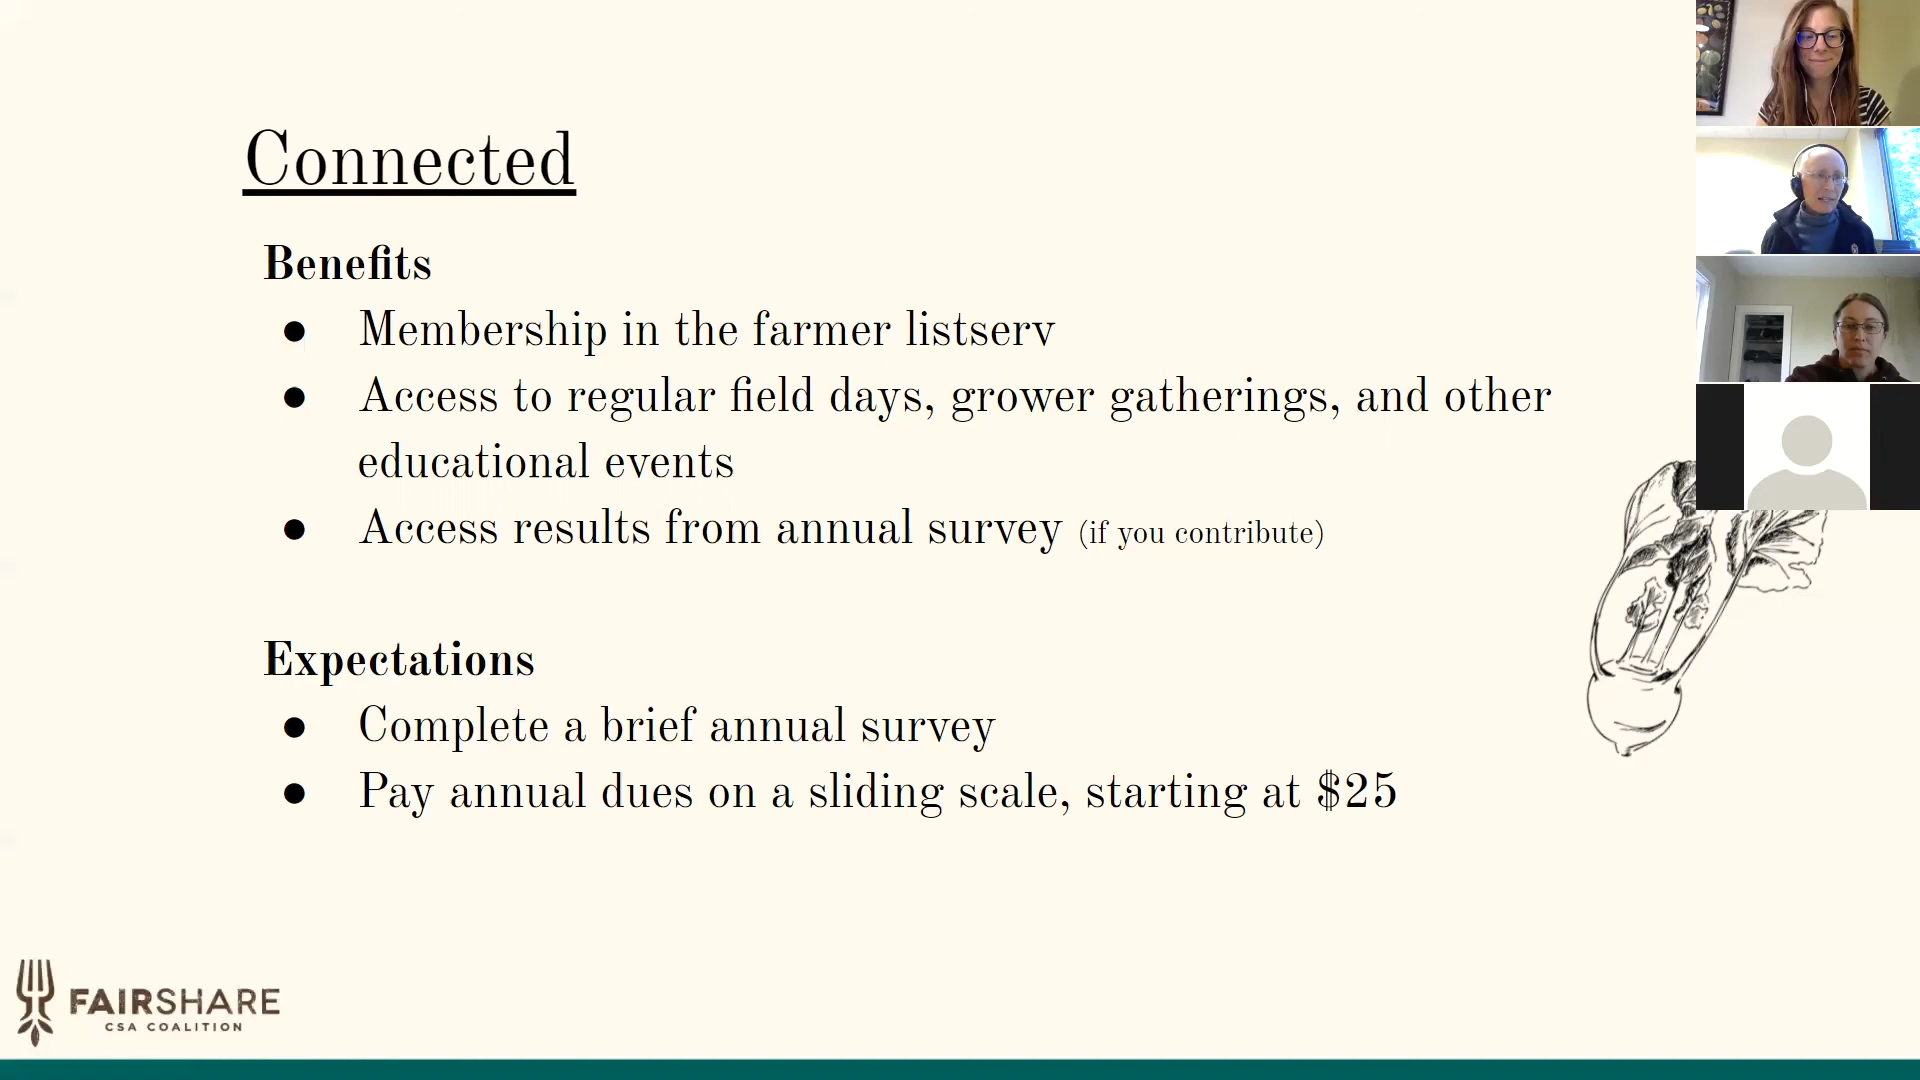 Connected
Benefits
● Membership in the farmer listserv
● Access to regular field days, grower gatherings, and other
educational events
● Access results from annual survey (if you contribute)
Expectations
● Complete a brief annual survey
● Pay annual dues on a sliding scale, starting at $25
FAIRSHARE
CSA COALITION